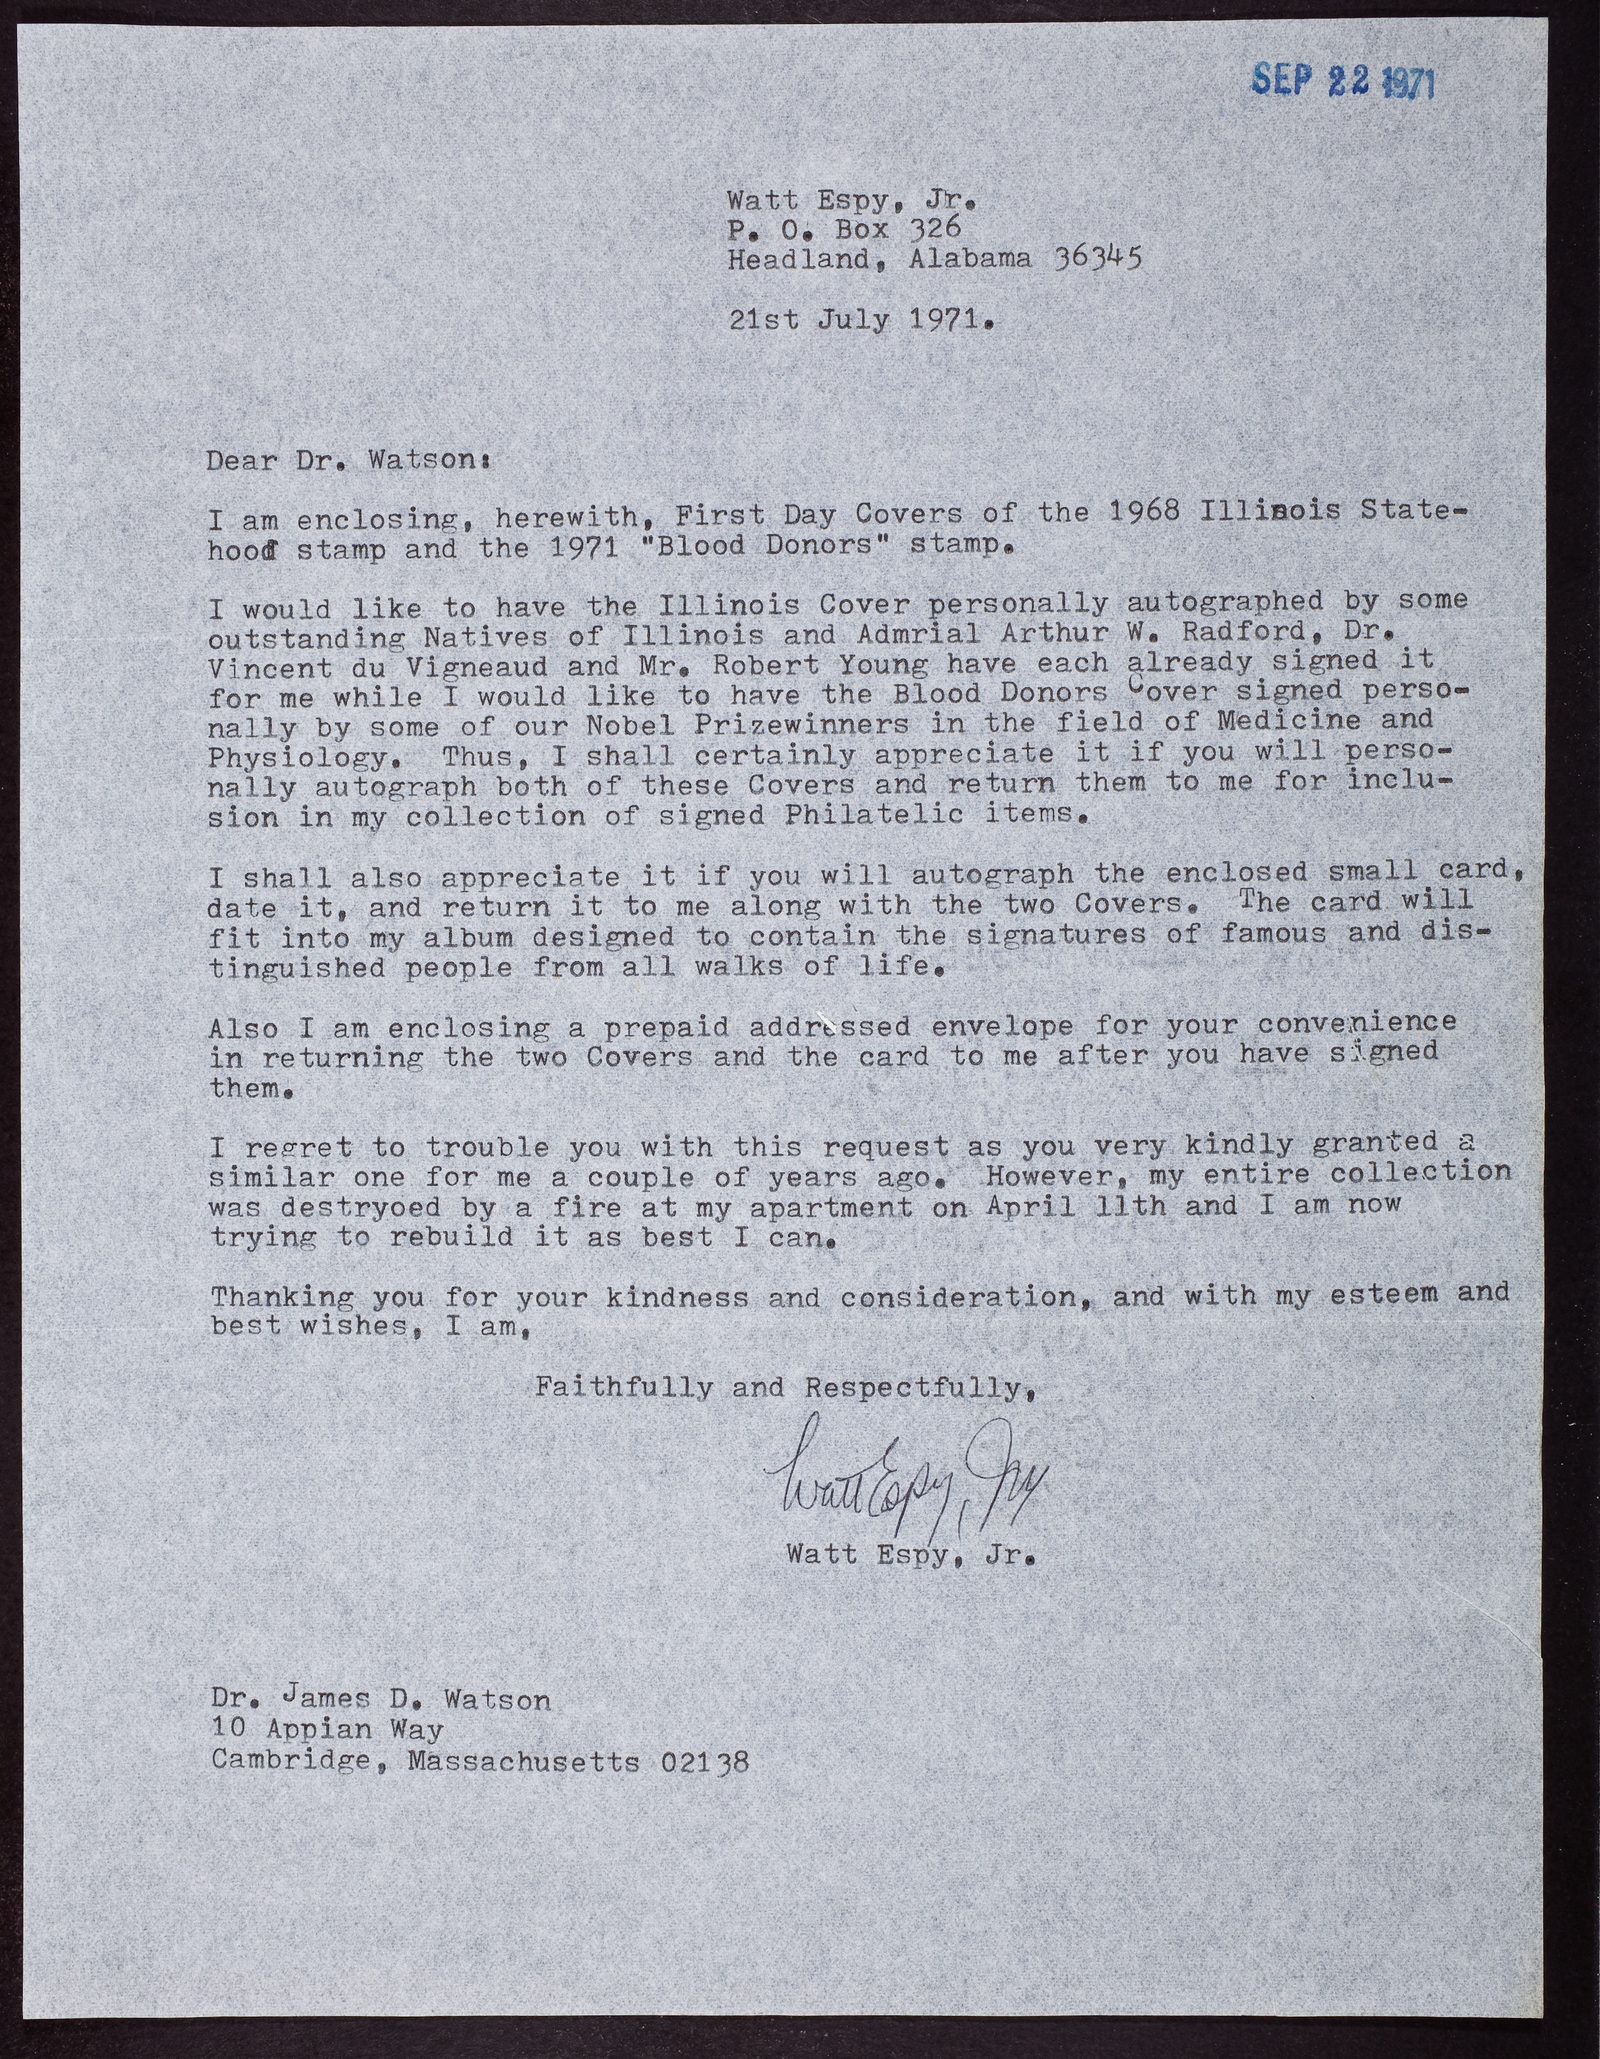 SEP 22 1971
Watt Espy, Jr.
P. O. Box 326
Headland, Alabama 36345
21st July 1971.
Dear Dr. Watson:
I am enclosing, herewith, First Day Covers of the 1968 Illinois State-
hood stamp and the 1971 "Blood Donors" stamp.
I would like to have the Illinois Cover personally autographed by some
outstanding Natives of Illinois and Admrial Arthur W. Radford, Dr.
Vincent du Vigneaud and Mr. Robert Young have each already signed it
for me while I would like to have the Blood Donors Cover signed perso-
nally by some of our Nobel Prizewinners in the field of Medicine and
Physiology. Thus, I shall certainly appreciate it if you will perso-
nally autograph both of these Covers and return them to me for inclu-
sion in my collection of signed Philatelic items.
I shall also appreciate it if you will autograph the enclosed small card,
date it, and return it to me along with the two Covers. The card will
fit into my album designed to contain the signatures of famous and dis-
tinguished people from all walks of life.
Also I am enclosing a prepaid addressed envelope for your convenience
in returning the two Covers and the card to me after you have signed
them.
I regret to trouble you with this request as you very kindly granted a
similar one for me a couple of years ago. However, my entire collection
was destryoed by a fire at my apartment on April 11th and I am now
trying to rebuild it as best I can.
Thanking you for your kindness and consideration, and with my esteem and
best wishes, I am,
Faithfully and Respectfully,
Watt Espy, Jr.
Watt Espy, Jr.
Dr. James D. Watson
10 Appian Way
Cambridge, Massachusetts 02138